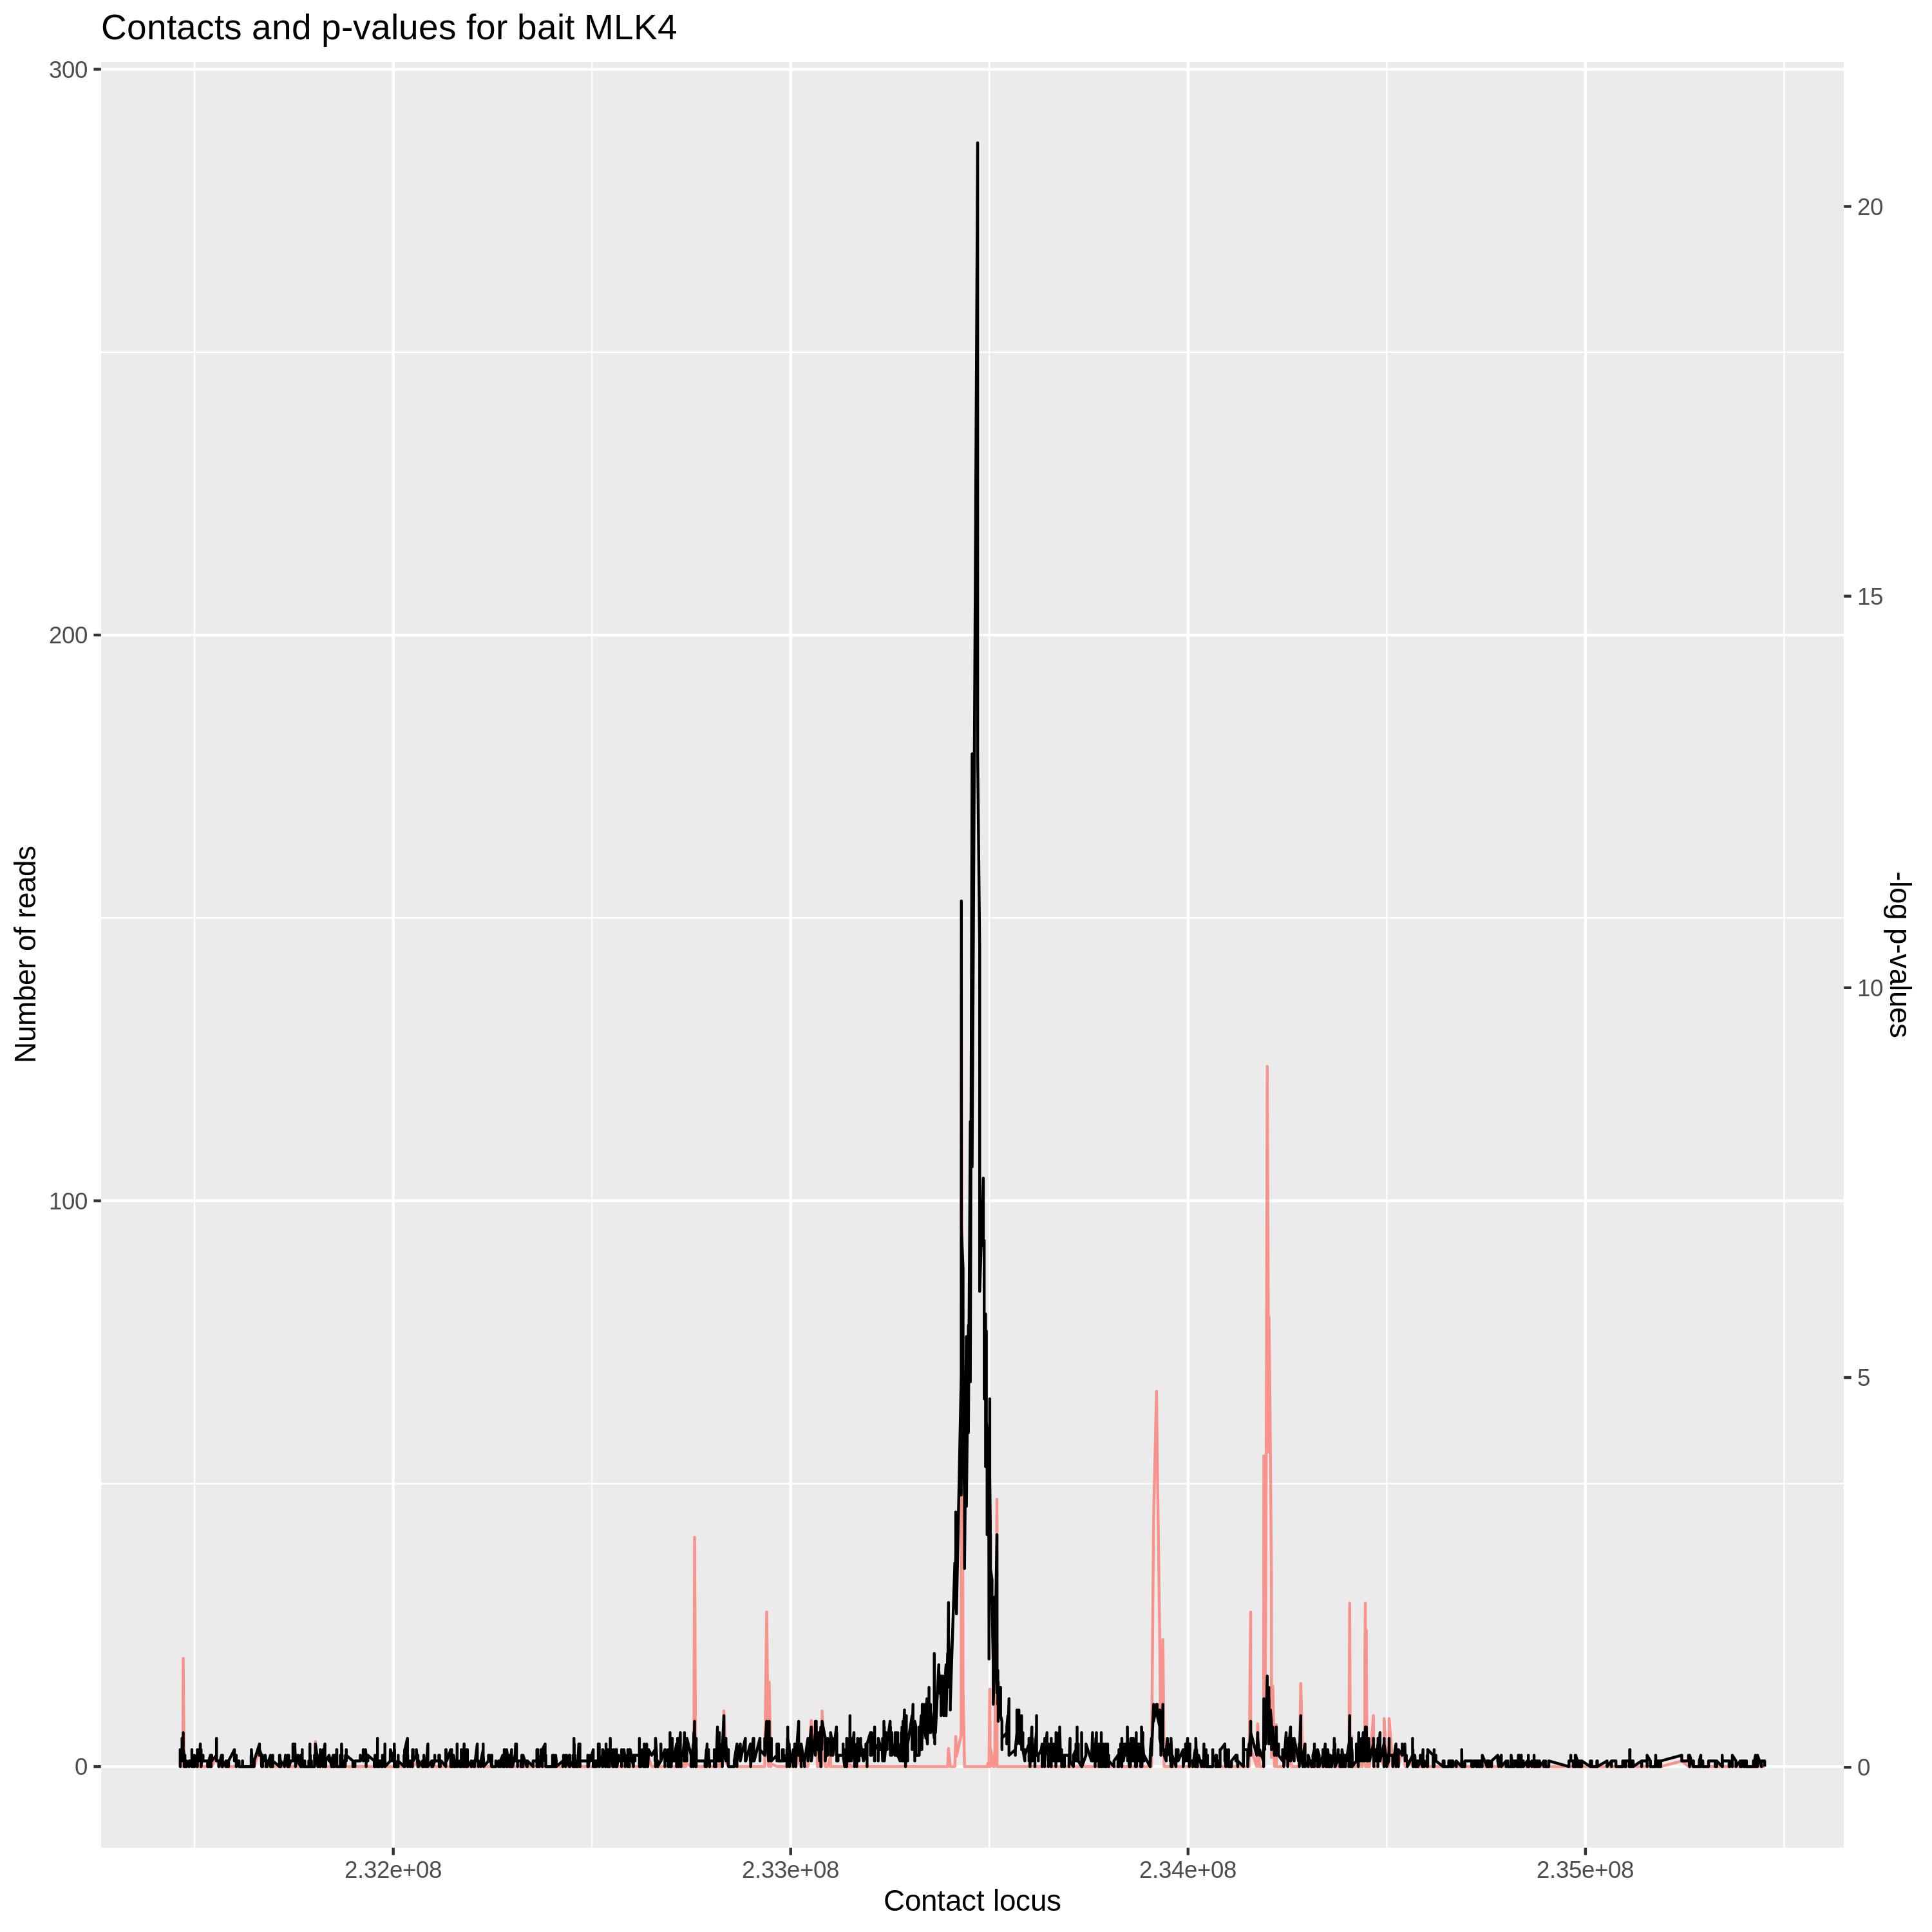 Contacts and p-values for bait MLK4
300
200
100
0
Number of reads
20
15
10
5
0
-log p-values
2.32e+08
2.33e+08
2.34e+08
2.35e+08
Contact locus